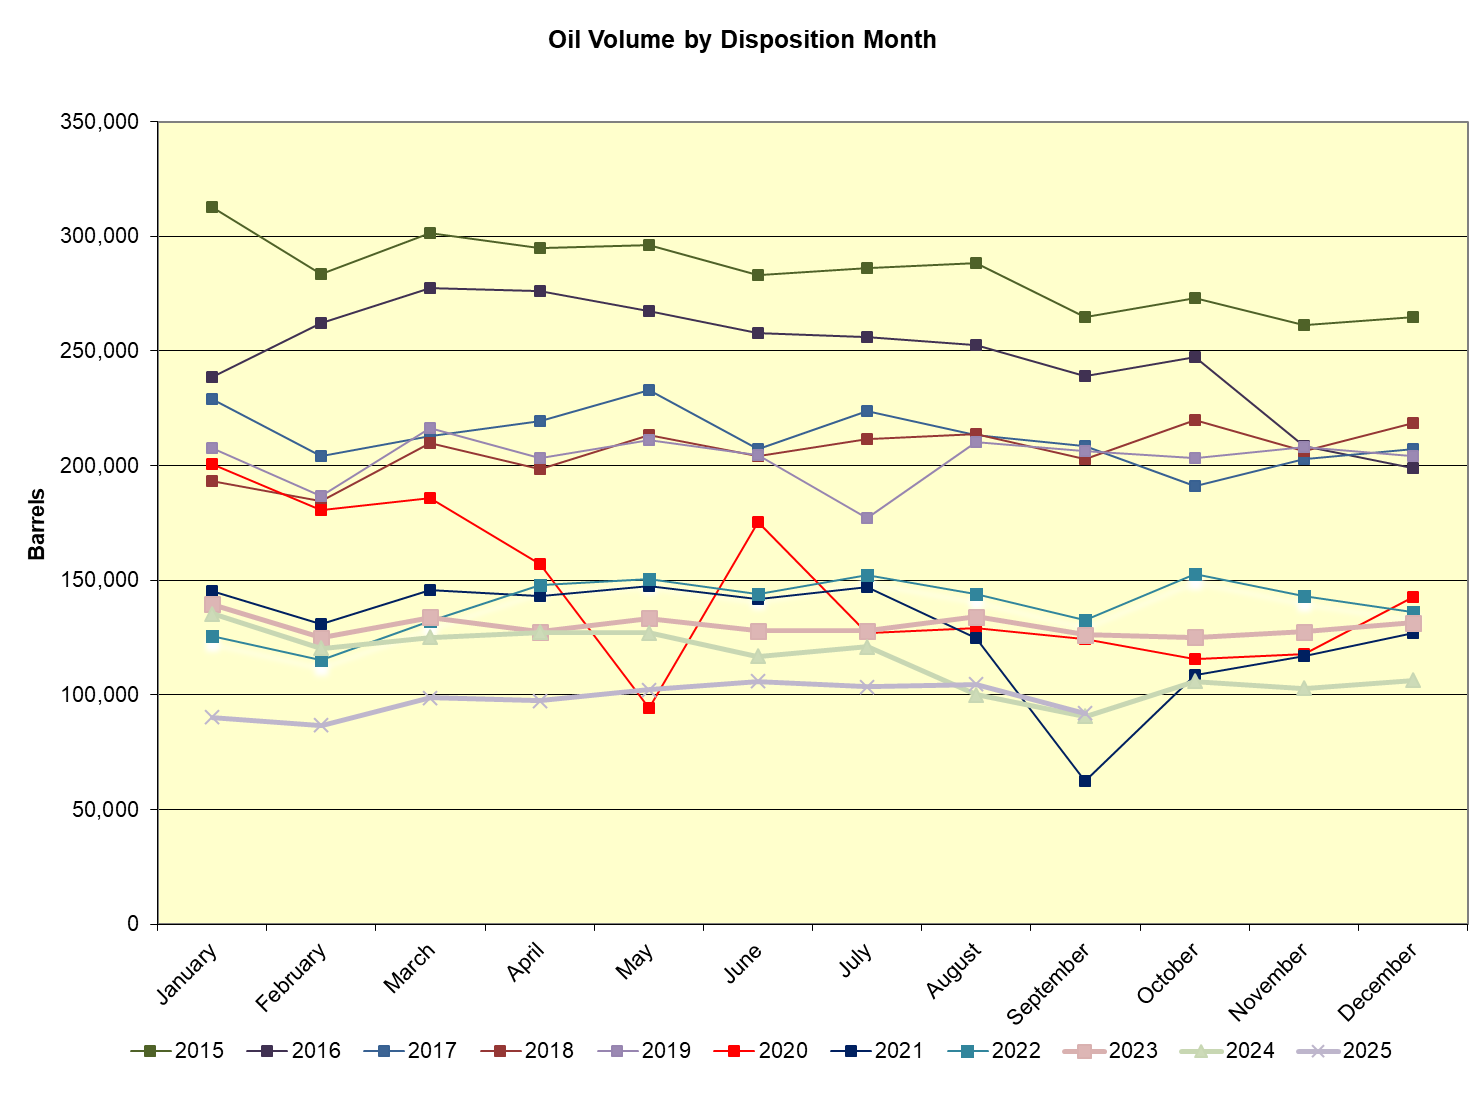 Oil Volume by Disposition Month
350,000
300,000
250,000
200,000
150,000
100,000
50,000
0
Barrels
January
February
March
April
May
June
July
August
September
October
November
December
2015 2016 2017 2018 2019 2020 2021 2022 2023 2024 2025